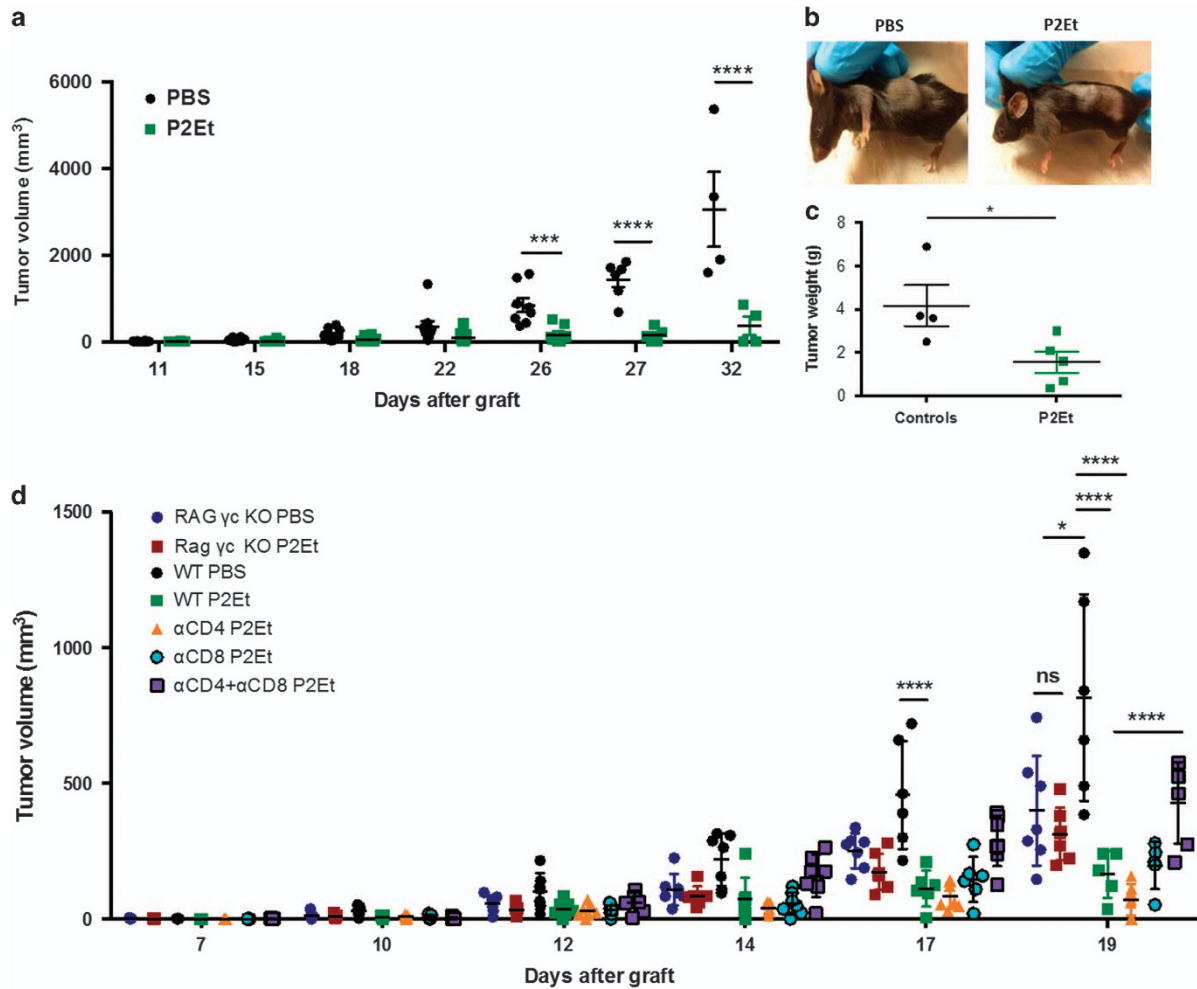 a
PBS
P2Et
Tumor volume (mm³)
6000
4000
2000
0
***
****
****
11 15 18 22 26 27 32
Days after graft
b
PBS P2Et
c
Tumor weight (g)
8
6
4
2
0
*
Controls P2Et
d
RAG γc KO PBS
Rag γc KO P2Et
WT PBS
WT P2Et
αCD4 P2Et
αCD8 P2Et
αCD4+αCD8 P2Et
Tumor volume (mm³)
1500
1000
500
0
****
****
*
ns
****
****
7 10 12 14 17 19
Days after graft